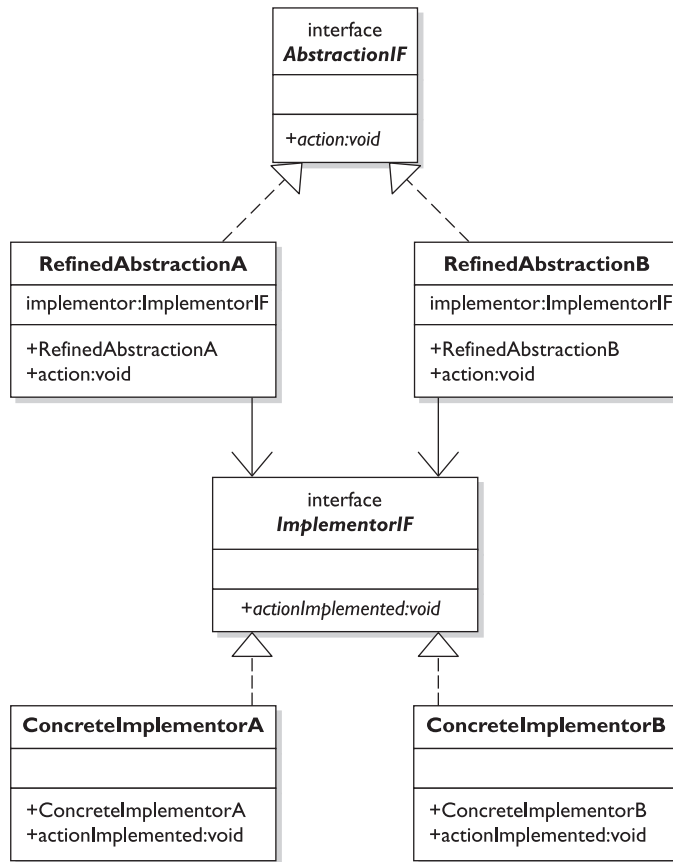 interface
AbstractionIF
+action:void
RefinedAbstractionA
implementor:ImplementorIF
+RefinedAbstractionA
+action:void
RefinedAbstractionB
implementor:ImplementorIF
+RefinedAbstractionB
+action:void
interface
ImplementorIF
+actionImplemented:void
ConcreteImplementorA
+ConcreteImplementorA
+actionImplemented:void
ConcreteImplementorB
+ConcreteImplementorB
+actionImplemented:void